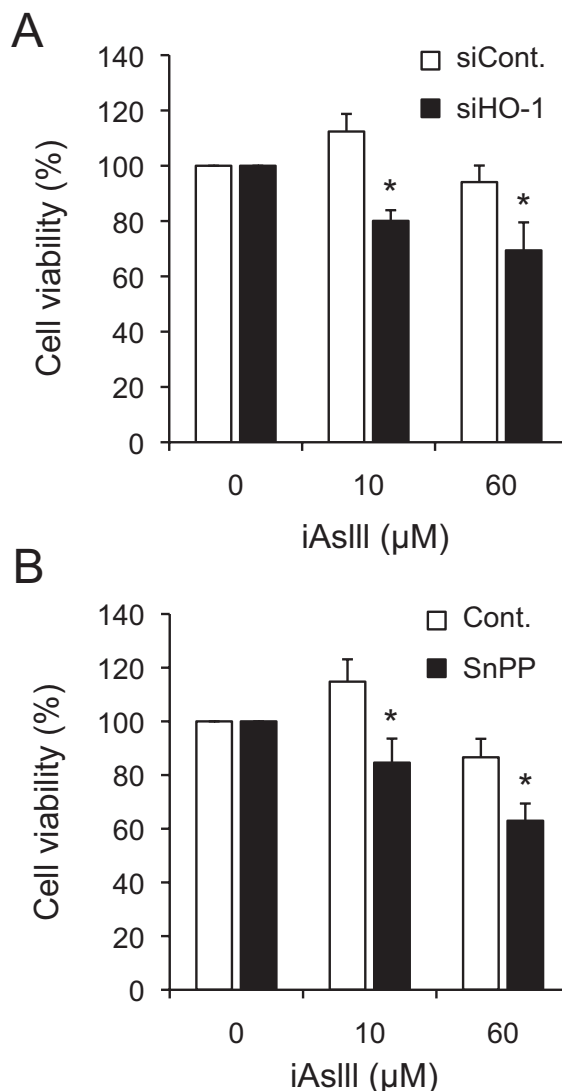 A
140
120
100
80
60
40
20
0
Cell viability (%)
siCont.
siHO-1
*
*
0 10 60
iAsIII (μM)
B
140
120
100
80
60
40
20
0
Cell viability (%)
Cont.
SnPP
*
*
0 10 60
iAsIII (μM)